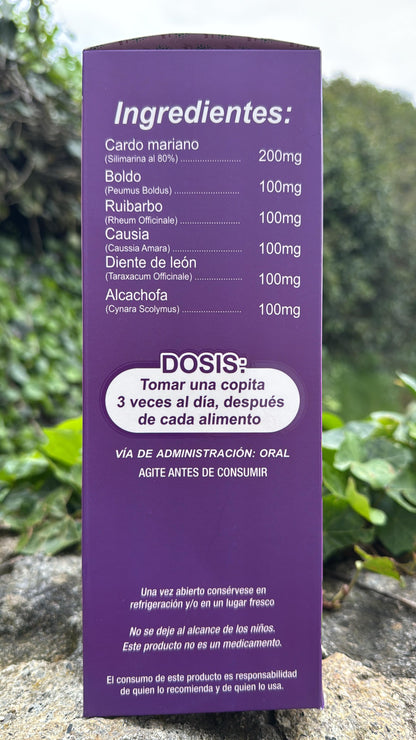 Ingredientes:
Cardo mariano
(Silimarina al 80%) ........................ 200mg
Boldo
(Peumus Boldus) .......................... 100mg
Ruibarbo
(Rheum Officinale) ........................ 100mg
Causia
(Caussia Amara) ............................ 100mg
Diente de león
(Taraxacum Officinale) .................. 100mg
Alcachofa
(Cynara Scolymus) ........................ 100mg
DOSIS:
Tomar una copita
3 veces al día, después
de cada alimento
VÍA DE ADMINISTRACIÓN: ORAL
AGITE ANTES DE CONSUMIR
Una vez abierto consérvese en
refrigeración y/o en un lugar fresco
No se deje al alcance de los niños.
Este producto no es un medicamento.
El consumo de este producto es responsabilidad
de quien lo recomienda y de quien lo usa.